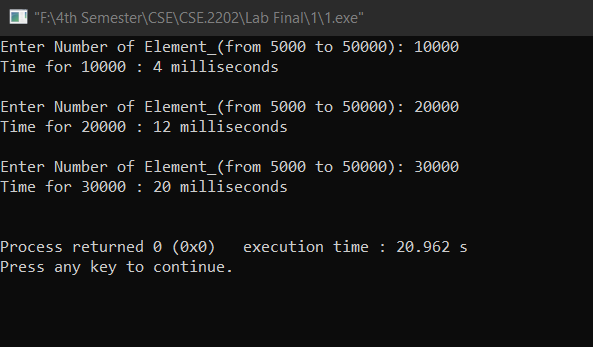 "F:\4th Semester\CSE\CSE.2202\Lab Final\1\1.exe"
Enter Number of Element_(from 5000 to 50000): 10000
Time for 10000 : 4 milliseconds
Enter Number of Element_(from 5000 to 50000): 20000
Time for 20000 : 12 milliseconds
Enter Number of Element_(from 5000 to 50000): 30000
Time for 30000 : 20 milliseconds
Process returned 0 (0x0)   execution time : 20.962 s
Press any key to continue.